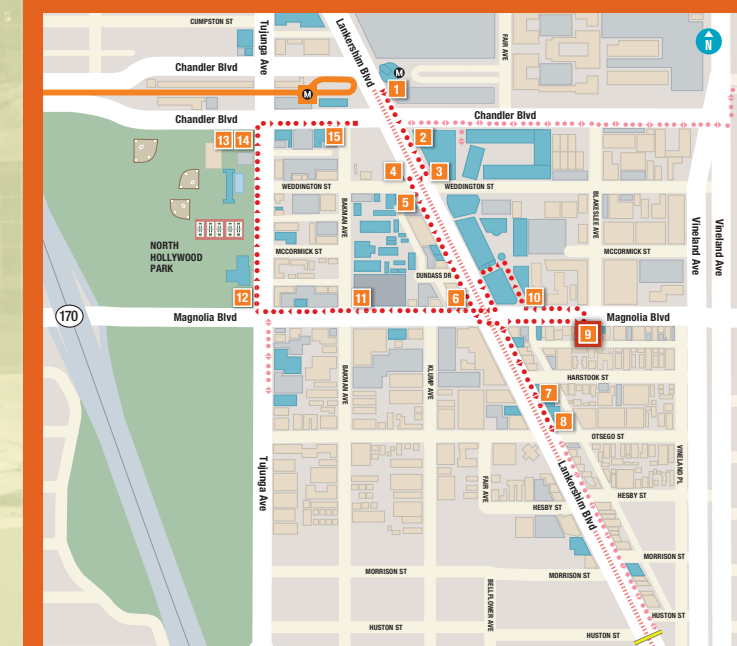 CUMPSTON ST
Tujunga Ave
Lankershim Blvd
FAIR AVE
N
Chandler Blvd
M
M
1
Chandler Blvd
Chandler Blvd
13 14
15
2
4
3
WEDDINGTON ST
WEDDINGTON ST
5
BAKMAN AVE
BLAKESLEE AVE
Vineland Ave
Vineland Ave
NORTH
HOLLYWOOD
PARK
MCCORMICK ST
MCCORMICK ST
DUNDASS DR
12
11
6
10
170
Magnolia Blvd
Magnolia Blvd
9
BAKMAN AVE
KLUMP AVE
HARSTOOK ST
7
8
OTSEGO ST
Tujunga Ave
FAIR AVE
Lankershim Blvd
VINELAND PL
HESBY ST
HESBY ST
MORRISON ST
MORRISON ST
MORRISON ST
BELLFLOWER AVE
HUSTON ST
HUSTON ST
HUSTON ST